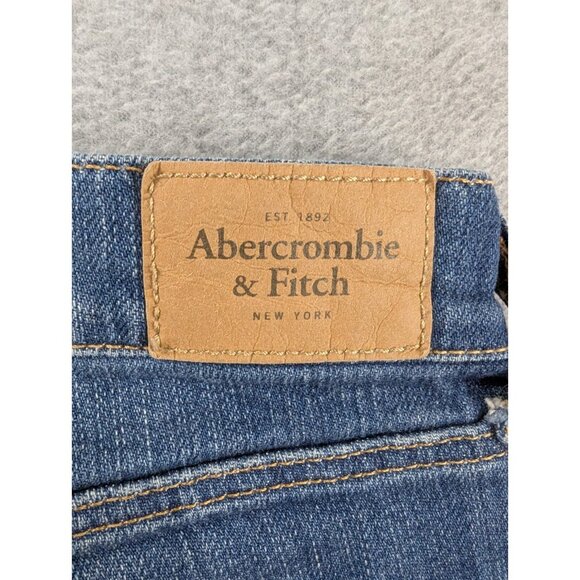 EST. 1892
Abercrombie
& Fitch
NEW YORK